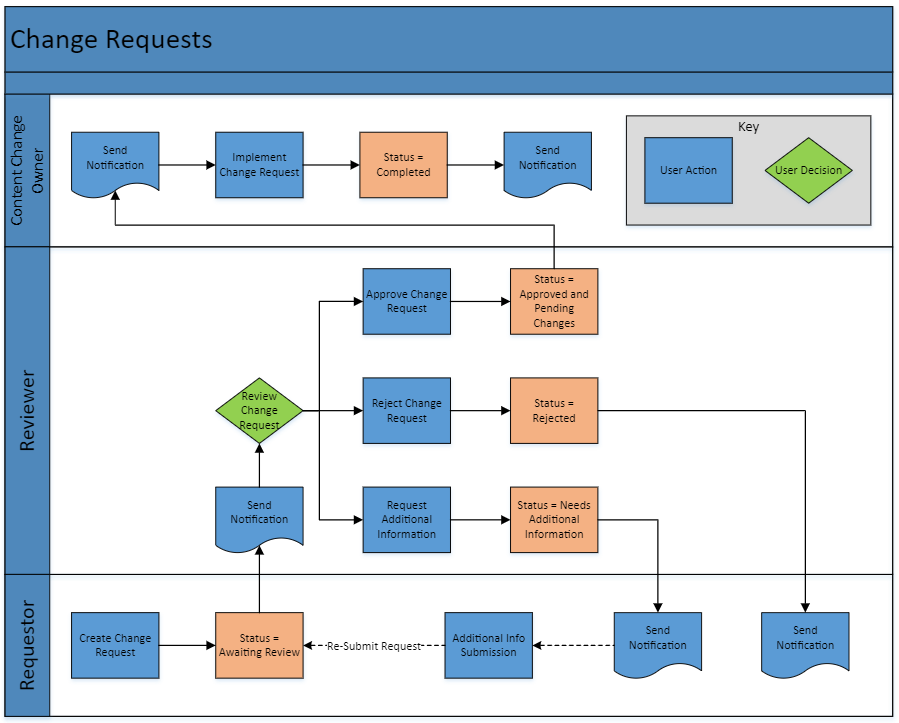 Change Requests
Content Change
Owner
Send
Notification
Implement
Change Request
Status =
Completed
Send
Notification
Key
User Action
User Decision
Reviewer
Approve Change
Request
Status =
Approved and
Pending
Changes
Review
Change
Request
Reject Change
Request
Status =
Rejected
Send
Notification
Request
Additional
Information
Status = Needs
Additional
Information
Requestor
Create Change
Request
Status =
Awaiting Review
Re-Submit Request
Additional Info
Submission
Send
Notification
Send
Notification